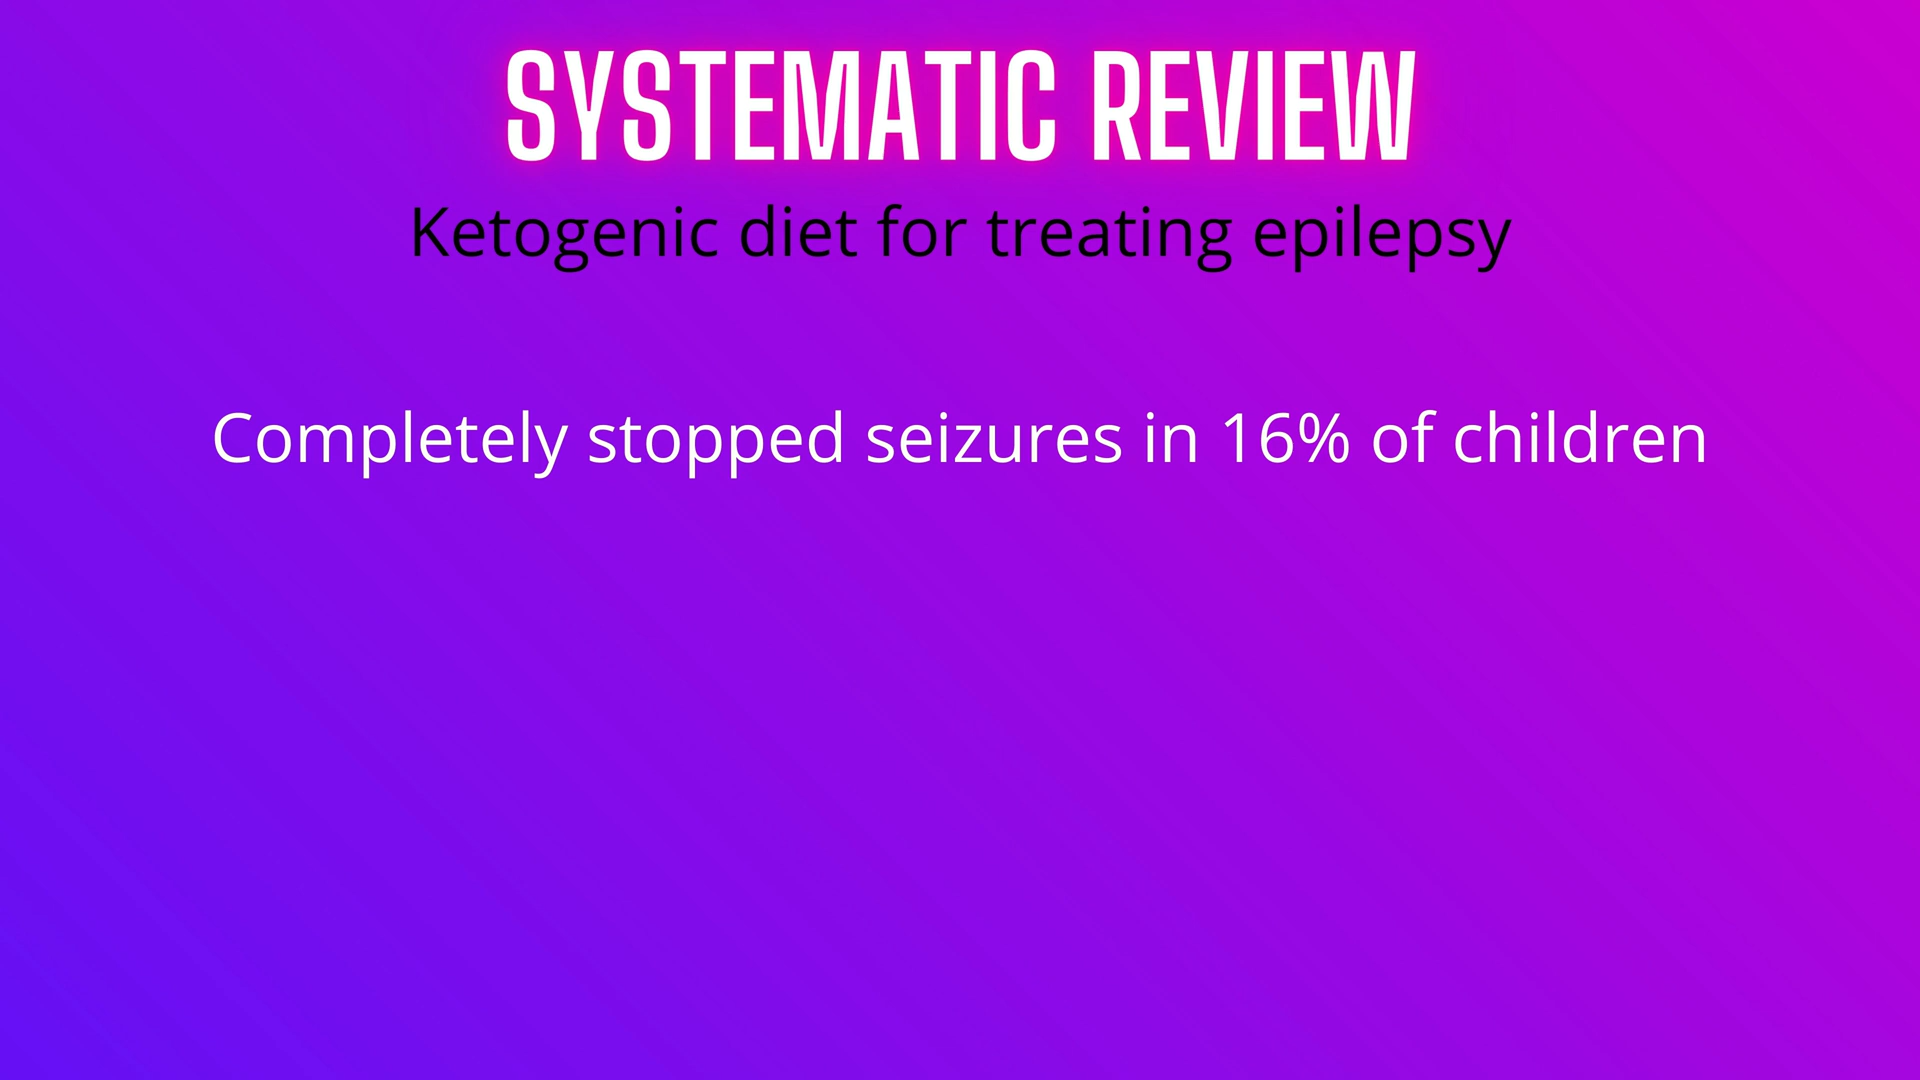 SYSTEMATIC REVIEW
Ketogenic diet for treating epilepsy
Completely stopped seizures in 16% of children